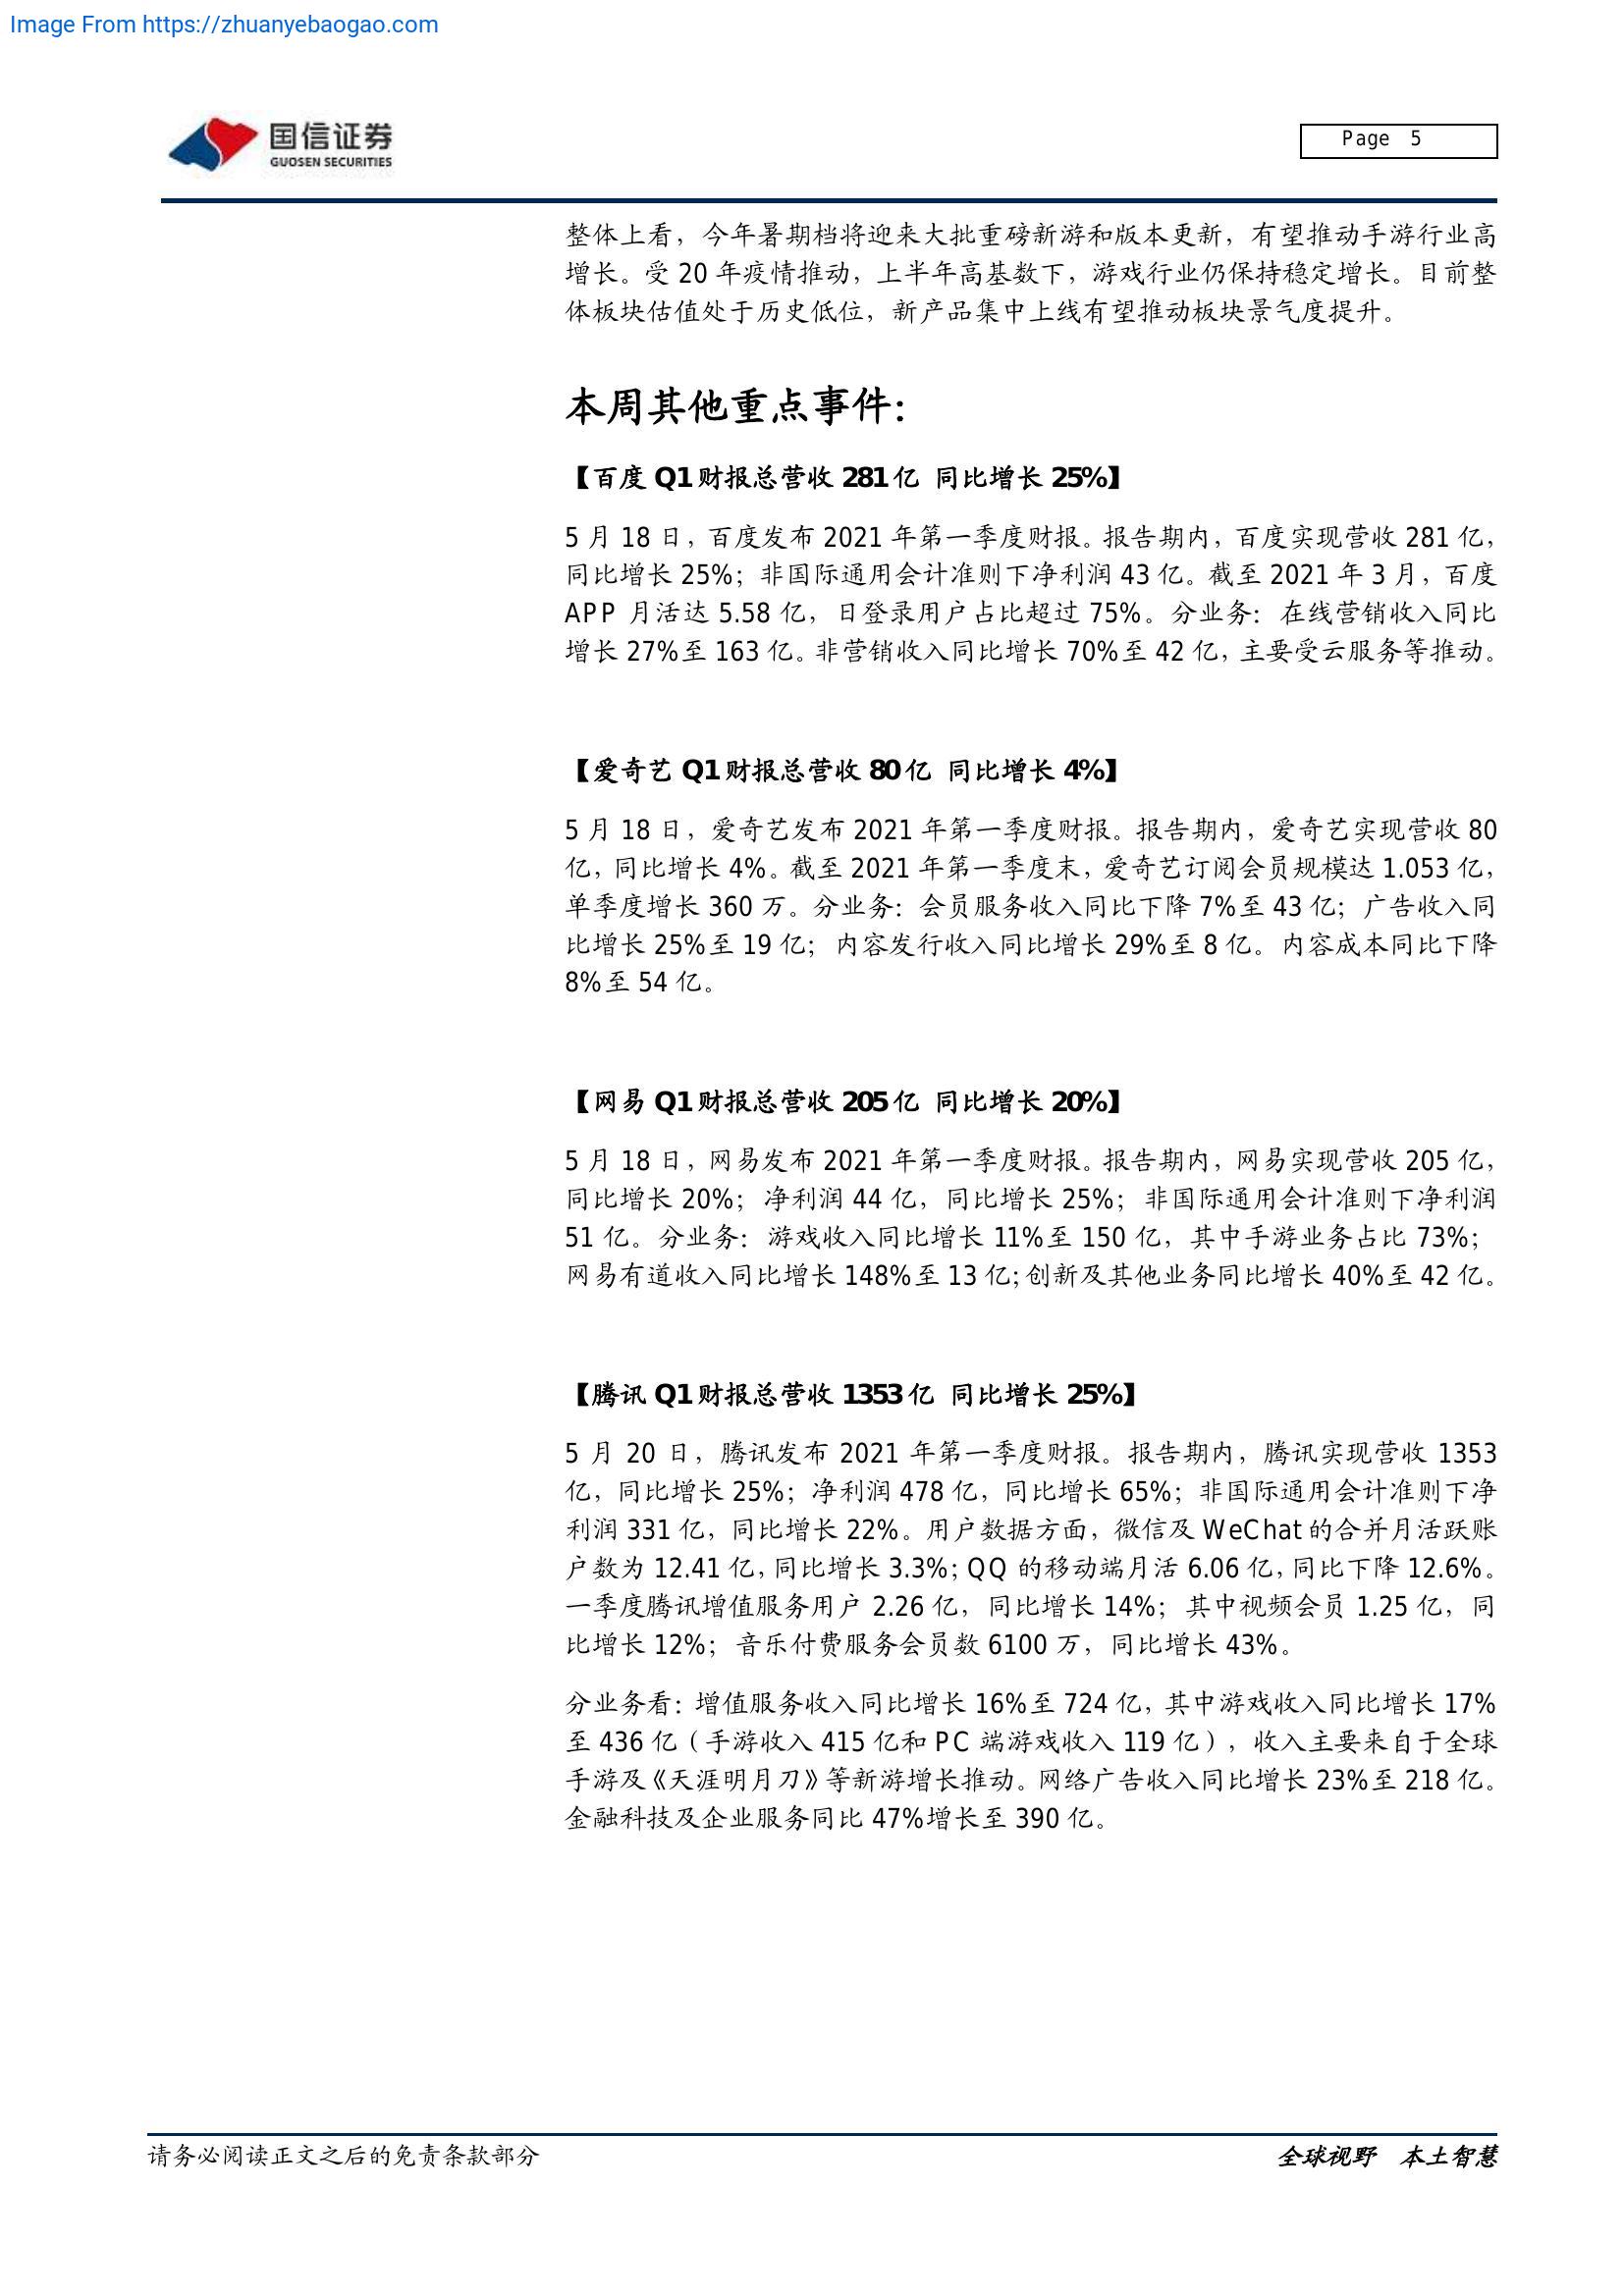 Image From https://zhuanyebaogao.com
国信证券
GUOSEN SECURITIES
Page 5
整体上看，今年暑期档将迎来大批重磅新游和版本更新，有望推动手游行业高
增长。受 20 年疫情推动，上半年高基数下，游戏行业仍保持稳定增长。目前整
体板块估值处于历史低位，新产品集中上线有望推动板块景气度提升。
本周其他重点事件：
【百度 Q1 财报总营收 281 亿 同比增长 25%】
5 月 18 日，百度发布 2021 年第一季度财报。报告期内，百度实现营收 281 亿，
同比增长 25%；非国际通用会计准则下净利润 43 亿。截至 2021 年 3 月，百度
APP 月活达 5.58 亿，日登录用户占比超过 75%。分业务：在线营销收入同比
增长 27%至 163 亿。非营销收入同比增长 70%至 42 亿，主要受云服务等推动。
【爱奇艺 Q1 财报总营收 80 亿 同比增长 4%】
5 月 18 日，爱奇艺发布 2021 年第一季度财报。报告期内，爱奇艺实现营收 80
亿，同比增长 4%。截至 2021 年第一季度末，爱奇艺订阅会员规模达 1.053 亿，
单季度增长 360 万。分业务：会员服务收入同比下降 7%至 43 亿；广告收入同
比增长 25%至 19 亿；内容发行收入同比增长 29%至 8 亿。内容成本同比下降
8%至 54 亿。
【网易 Q1 财报总营收 205 亿 同比增长 20%】
5 月 18 日，网易发布 2021 年第一季度财报。报告期内，网易实现营收 205 亿，
同比增长 20%；净利润 44 亿，同比增长 25%；非国际通用会计准则下净利润
51 亿。分业务：游戏收入同比增长 11%至 150 亿，其中手游业务占比 73%；
网易有道收入同比增长 148%至 13 亿；创新及其他业务同比增长 40%至 42 亿。
【腾讯 Q1 财报总营收 1353 亿 同比增长 25%】
5 月 20 日，腾讯发布 2021 年第一季度财报。报告期内，腾讯实现营收 1353
亿，同比增长 25%；净利润 478 亿，同比增长 65%；非国际通用会计准则下净
利润 331 亿，同比增长 22%。用户数据方面，微信及 WeChat 的合并月活跃账
户数为 12.41 亿，同比增长 3.3%；QQ 的移动端月活 6.06 亿，同比下降 12.6%。
一季度腾讯增值服务用户 2.26 亿，同比增长 14%；其中视频会员 1.25 亿，同
比增长 12%；音乐付费服务会员数 6100 万，同比增长 43%。
分业务看：增值服务收入同比增长 16%至 724 亿，其中游戏收入同比增长 17%
至 436 亿（手游收入 415 亿和 PC 端游戏收入 119 亿），收入主要来自于全球
手游及《天涯明月刀》等新游增长推动。网络广告收入同比增长 23%至 218 亿。
金融科技及企业服务同比 47%增长至 390 亿。
请务必阅读正文之后的免责条款部分
全球视野 本土智慧